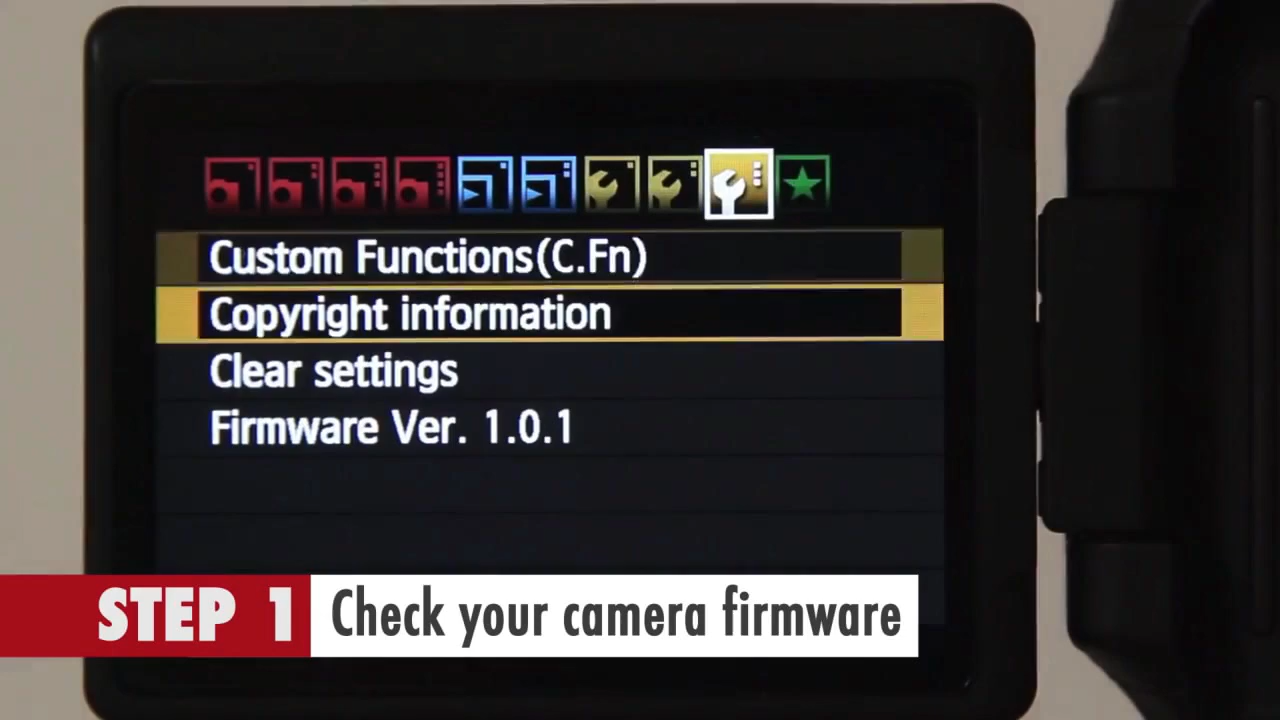 Custom Functions(C.Fn)
Copyright information
Clear settings
Firmware Ver. 1.0.1
STEP 1 Check your camera firmware